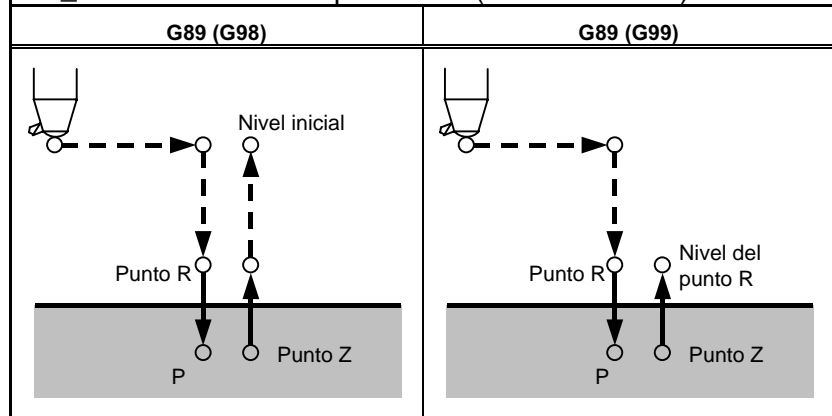 G89 (G98)
G89 (G99)
Nivel inicial
Punto R
Punto Z
P
Nivel del
punto R
Punto R
Punto Z
P